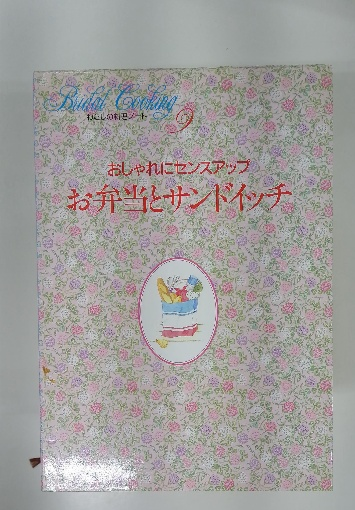 Bridal Cooking
わたしの料理ノート
9
おしゃれにセンスアップ
お弁当とサンドイッチ